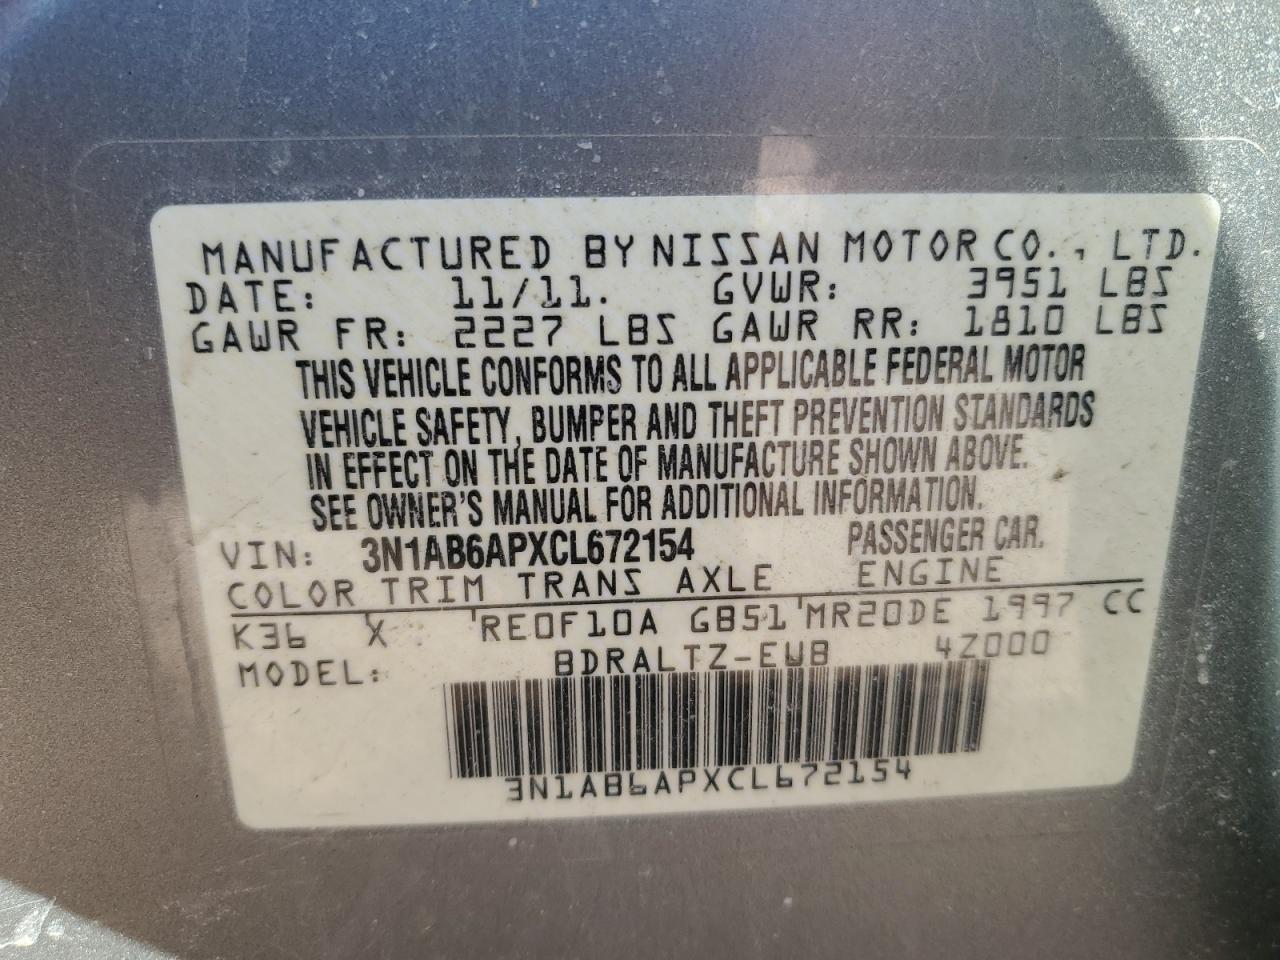 MANUFACTURED BY NISSAN MOTOR CO., LTD.
DATE: 11/11. GVWR: 3951 LBS
GAWR FR: 2227 LBS GAWR RR: 1810 LBS
THIS VEHICLE CONFORMS TO ALL APPLICABLE FEDERAL MOTOR
VEHICLE SAFETY, BUMPER AND THEFT PREVENTION STANDARDS
IN EFFECT ON THE DATE OF MANUFACTURE SHOWN ABOVE.
SEE OWNER'S MANUAL FOR ADDITIONAL INFORMATION.
VIN: 3N1AB6APXCL672154 PASSENGER CAR.
COLOR TRIM TRANS AXLE ENGINE
K36 X RE0F10A GB51 MR20DE 1997 CC
MODEL: BDRALTZ-EWB 4Z000
3N1AB6APXCL672154